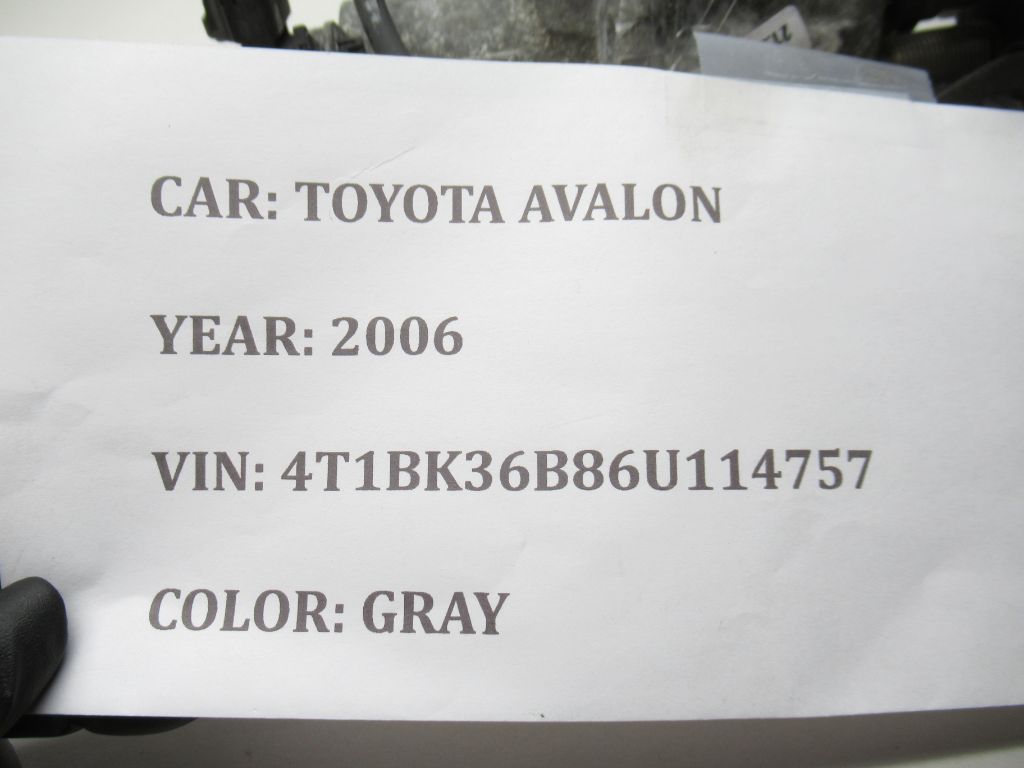 CAR: TOYOTA AVALON
YEAR: 2006
VIN: 4T1BK36B86U114757
COLOR: GRAY